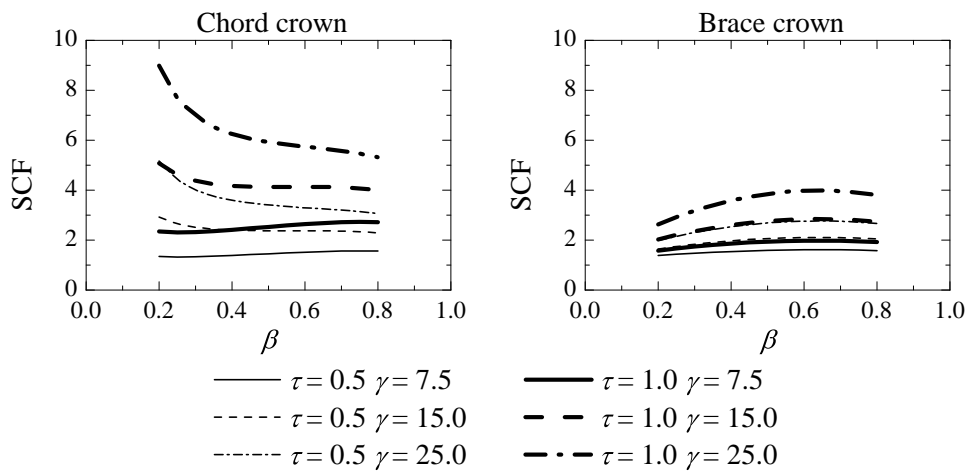 Chord crown
Brace crown
10
8
6
4
2
0
SCF
0.0 0.2 0.4 0.6 0.8 1.0
β
10
8
6
4
2
0
SCF
0.0 0.2 0.4 0.6 0.8 1.0
β
τ = 0.5 γ = 7.5
τ = 1.0 γ = 7.5
τ = 0.5 γ = 15.0
τ = 1.0 γ = 15.0
τ = 0.5 γ = 25.0
τ = 1.0 γ = 25.0